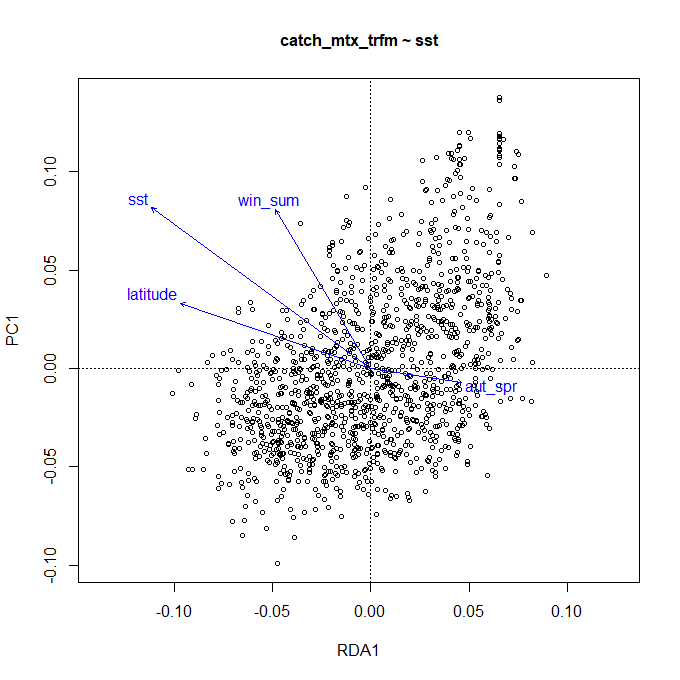 catch_mtx_trfm ~ sst
sst
win_sum
latitude
aut_spr
PC1
0.10
0.05
0.00
-0.05
-0.10
-0.10
-0.05
0.00
0.05
0.10
RDA1